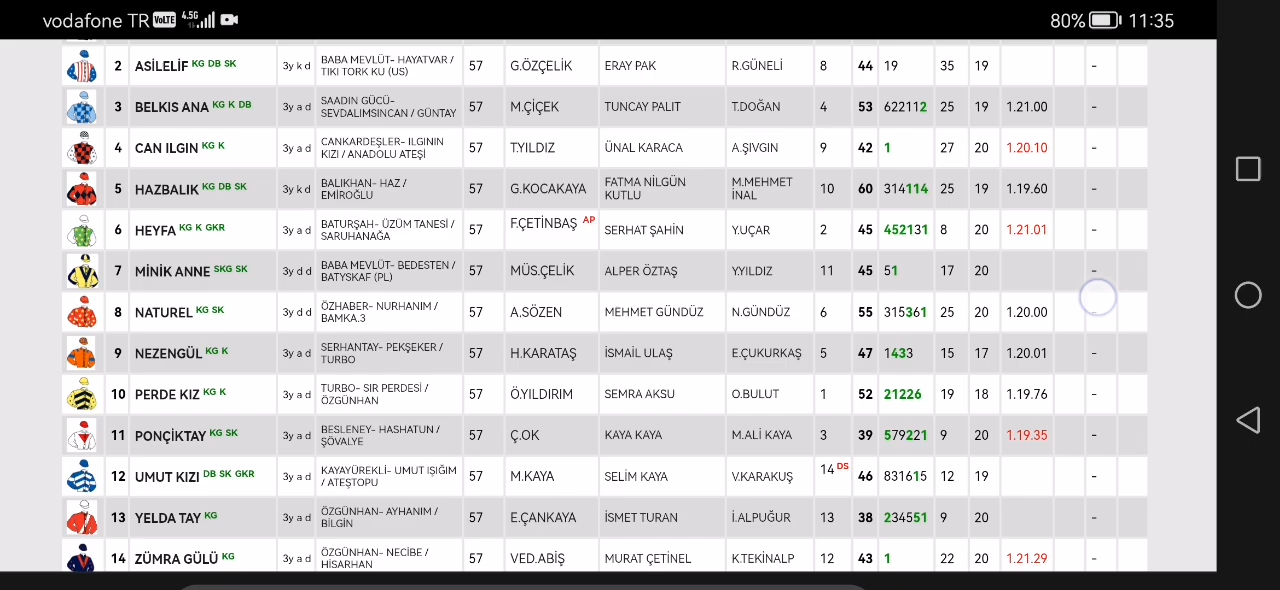 vodafone TR VoLTE 4.5G 80% 11:35
2 ASİLELİF KG DB SK 3y k d BABA MEVLÜT- HAYATVAR / TIKI TORK KU (US) 57 G.ÖZÇELİK ERAY PAK R.GÜNELİ 8 44 19 35 19 -
3 BELKIS ANA KG K DB 3y a d SAADIN GÜCÜ- SEVDALIMSINCAN / GÜNTAY 57 M.ÇİÇEK TUNCAY PALIT T.DOĞAN 4 53 622112 25 19 1.21.00 -
4 CAN ILGIN KG K 3y a d CANKARDEŞLER- ILGININ KIZI / ANADOLU ATEŞİ 57 T.YILDIZ ÜNAL KARACA A.ŞIVGIN 9 42 1 27 20 1.20.10 -
5 HAZBALIK KG DB SK 3y k d BALIKHAN- HAZ / EMİROĞLU 57 G.KOCAKAYA FATMA NİLGÜN KUTLU M.MEHMET İNAL 10 60 314114 25 19 1.19.60 -
6 HEYFA KG K GKR 3y a d BATURŞAH- ÜZÜM TANESİ / SARUHANAĞA 57 F.ÇETİNBAŞ AP SERHAT ŞAHİN Y.UÇAR 2 45 452131 8 20 1.21.01 -
7 MİNİK ANNE SKG SK 3y d d BABA MEVLÜT- BEDESTEN / BATYSKAF (PL) 57 MÜS.ÇELİK ALPER ÖZTAŞ Y.YILDIZ 11 45 51 17 20 -
8 NATUREL KG SK 3y d d ÖZHABER- NURHANIM / BAMKA.3 57 A.SÖZEN MEHMET GÜNDÜZ N.GÜNDÜZ 6 55 315361 25 20 1.20.00 -
9 NEZENGÜL KG K 3y a d SERHANTAY- PEKŞEKER / TURBO 57 H.KARATAŞ İSMAİL ULAŞ E.ÇUKURKAŞ 5 47 1433 15 17 1.20.01 -
10 PERDE KIZ KG K 3y a d TURBO- SIR PERDESİ / ÖZGÜNHAN 57 Ö.YILDIRIM SEMRA AKSU O.BULUT 1 52 21226 19 18 1.19.76 -
11 PONÇİKTAY KG SK 3y a d BESLENEY- HASHATUN / ŞÖVALYE 57 Ç.OK KAYA KAYA M.ALİ KAYA 3 39 579221 9 20 1.19.35 -
12 UMUT KIZI DB SK GKR 3y a d KAYAYÜREKLİ- UMUT IŞIĞIM / ATEŞTOPU 57 M.KAYA SELİM KAYA V.KARAKUŞ 14 DS 46 831615 12 19 -
13 YELDA TAY KG 3y a d ÖZGÜNHAN- AYHANIM / BİLGİN 57 E.ÇANKAYA İSMET TURAN İ.ALPUĞUR 13 38 234551 9 20 -
14 ZÜMRA GÜLÜ KG 3y a d ÖZGÜNHAN- NECİBE / HİSARHAN 57 VED.ABİŞ MURAT ÇETİNEL K.TEKİNALP 12 43 1 22 20 1.21.29 -